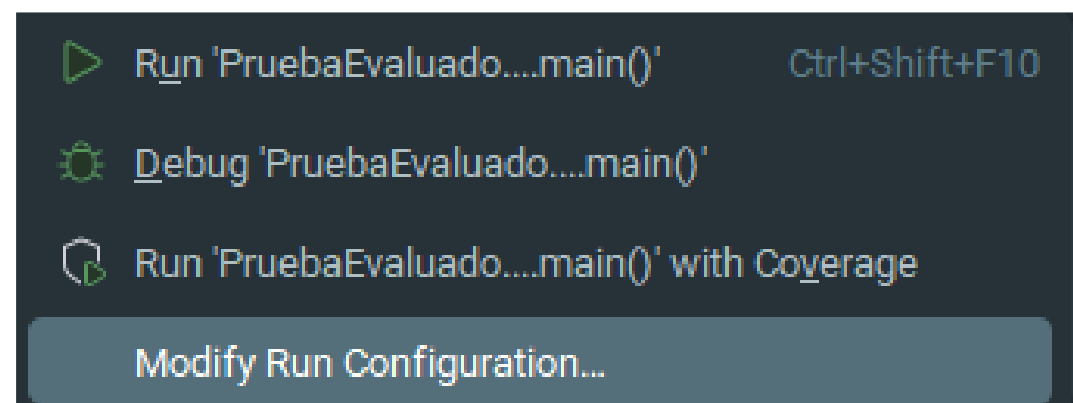 Run 'PruebaEvaluado....main()' Ctrl+Shift+F10
Debug 'PruebaEvaluado....main()'
Run 'PruebaEvaluado....main()' with Coverage
Modify Run Configuration...